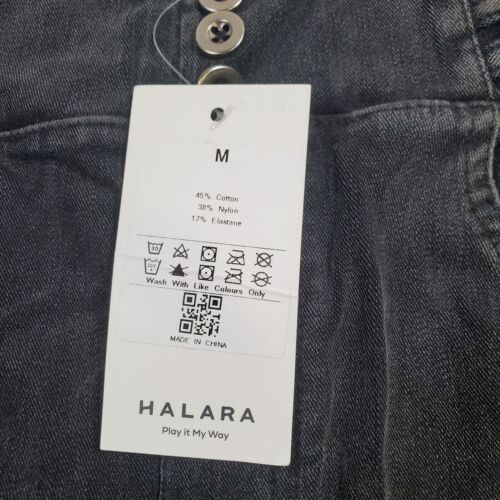 M
45% Cotton
38% Nylon
17% Elastane
30
Wash With Like Colours Only
MADE IN CHINA
HALARA
Play it My Way